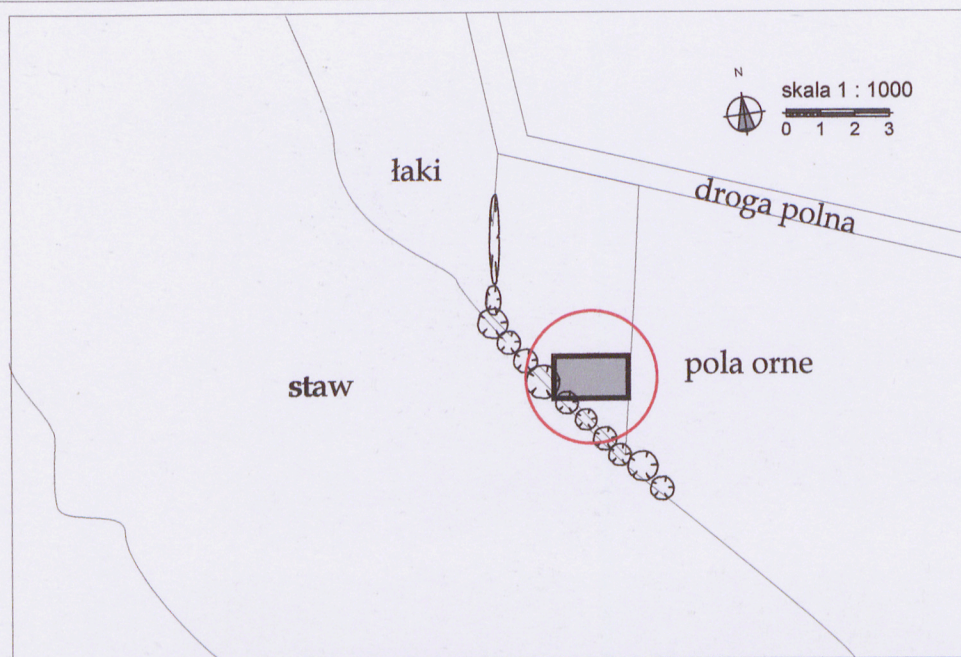 N
skala 1 : 1000
0 1 2 3
łaki
droga polna
pola orne
staw